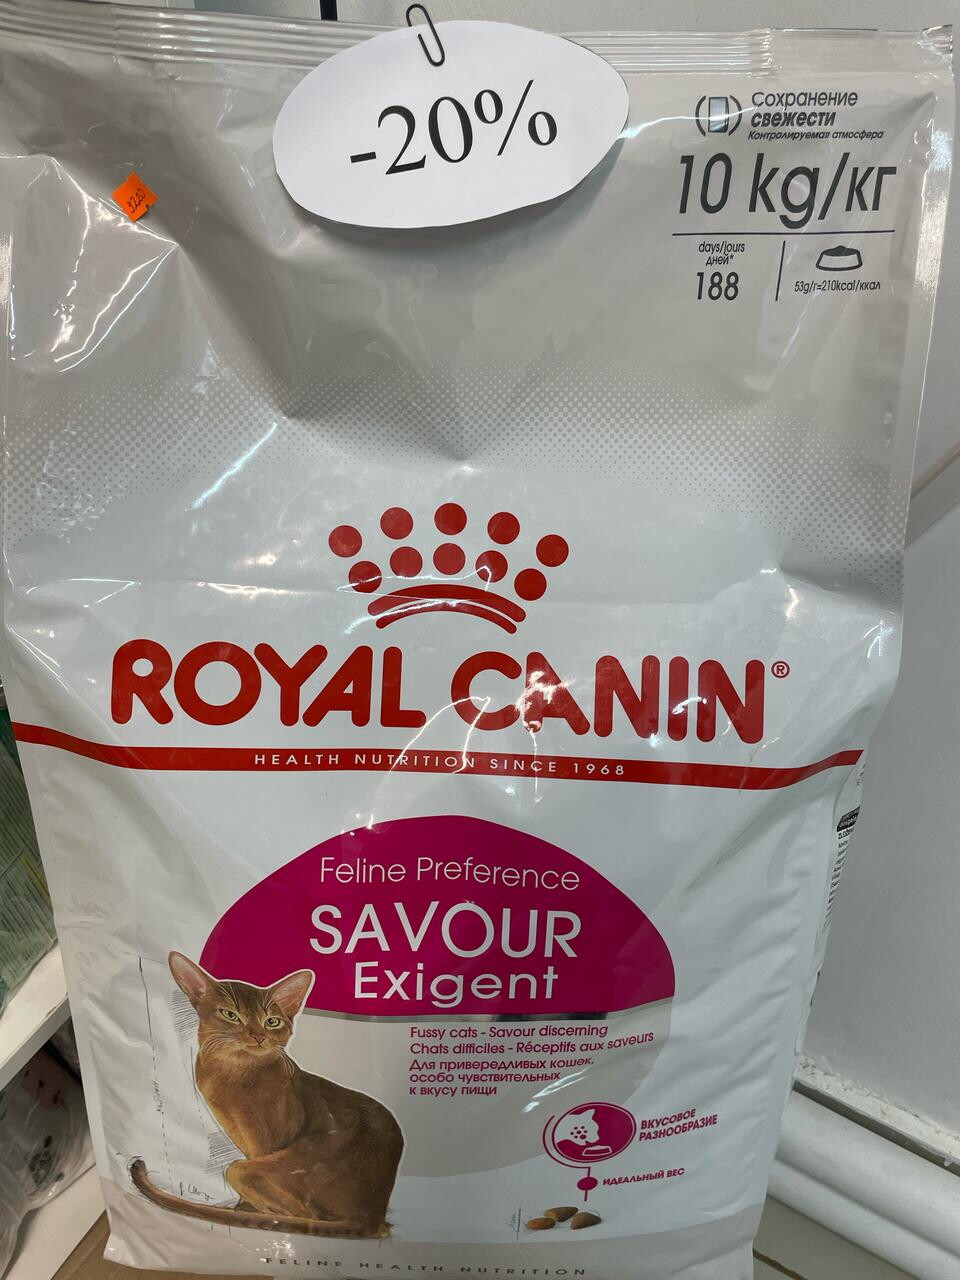 -20%
Сохранение
свежести
Контролируемая атмосфера
10 kg/кг
days/jours
дней*
188
53g/г=210kcal/ккал
ROYAL CANIN®
HEALTH NUTRITION SINCE 1968
Feline Preference
SAVOUR
Exigent
Fussy cats - Savour discerning
Chats difficiles - Réceptifs aux saveurs
Для привередливых кошек,
особо чувствительных
к вкусу пищи
ВКУСОВОЕ
РАЗНООБРАЗИЕ
ИДЕАЛЬНЫЙ ВЕС
FELINE HEALTH NUTRITION